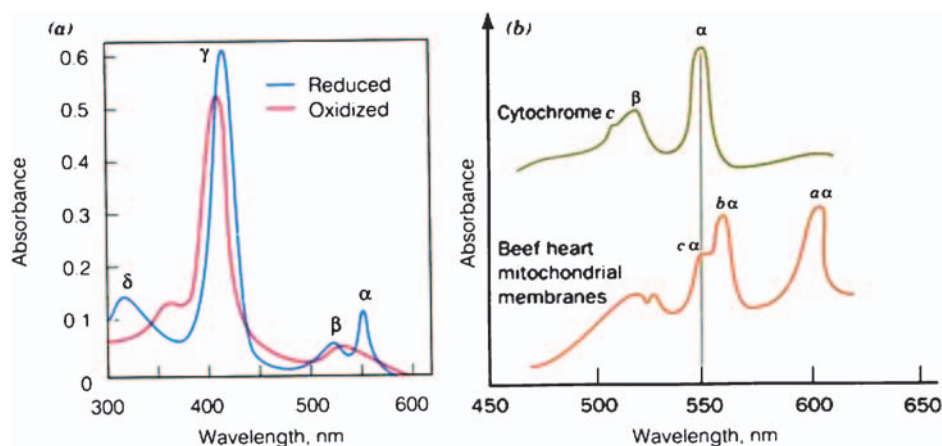 (a)
0.6
0.5
0.4
0.3
0.2
0 1
0
Absorbance
γ
δ
β
α
Reduced
Oxidized
300
400
500
600
Wavelength, nm
(b)
α
β
Cytochrome c
Absorbance
c α
b α
a α
Beef heart
mitochondrial
membranes
450
500
550
600
650
Wavelength, nm